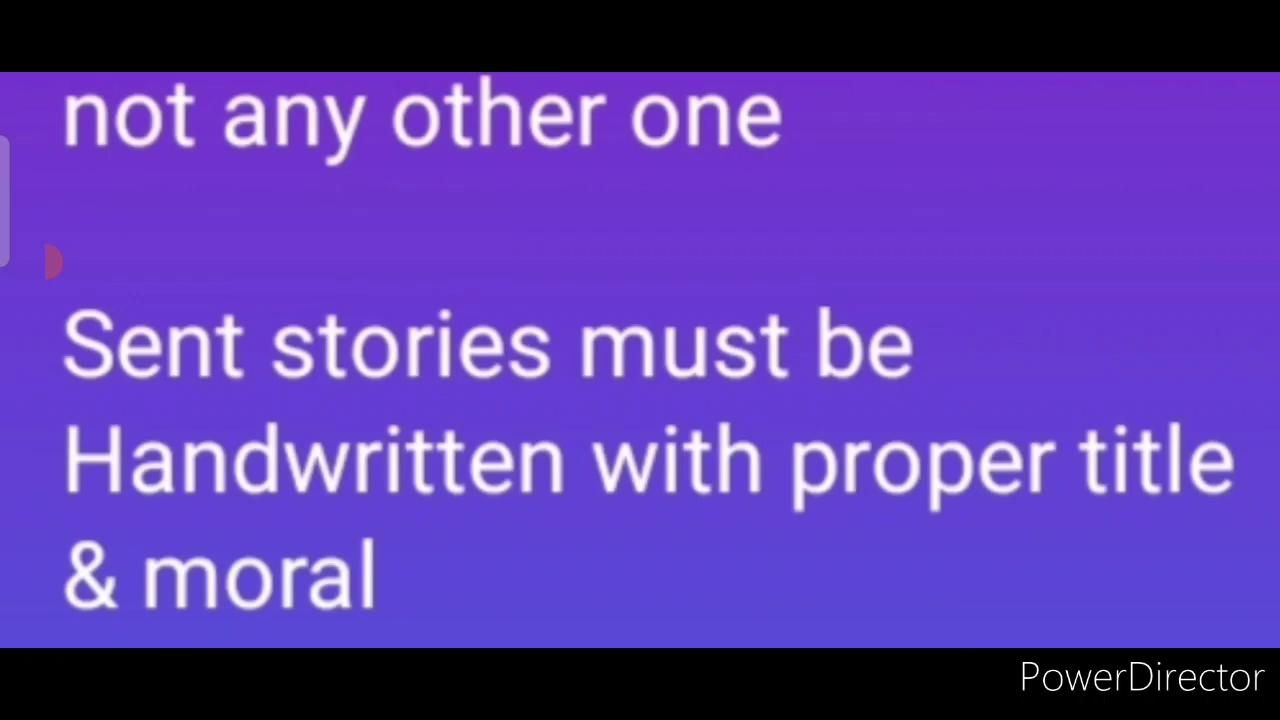 not any other one
Sent stories must be
Handwritten with proper title
& moral
PowerDirector